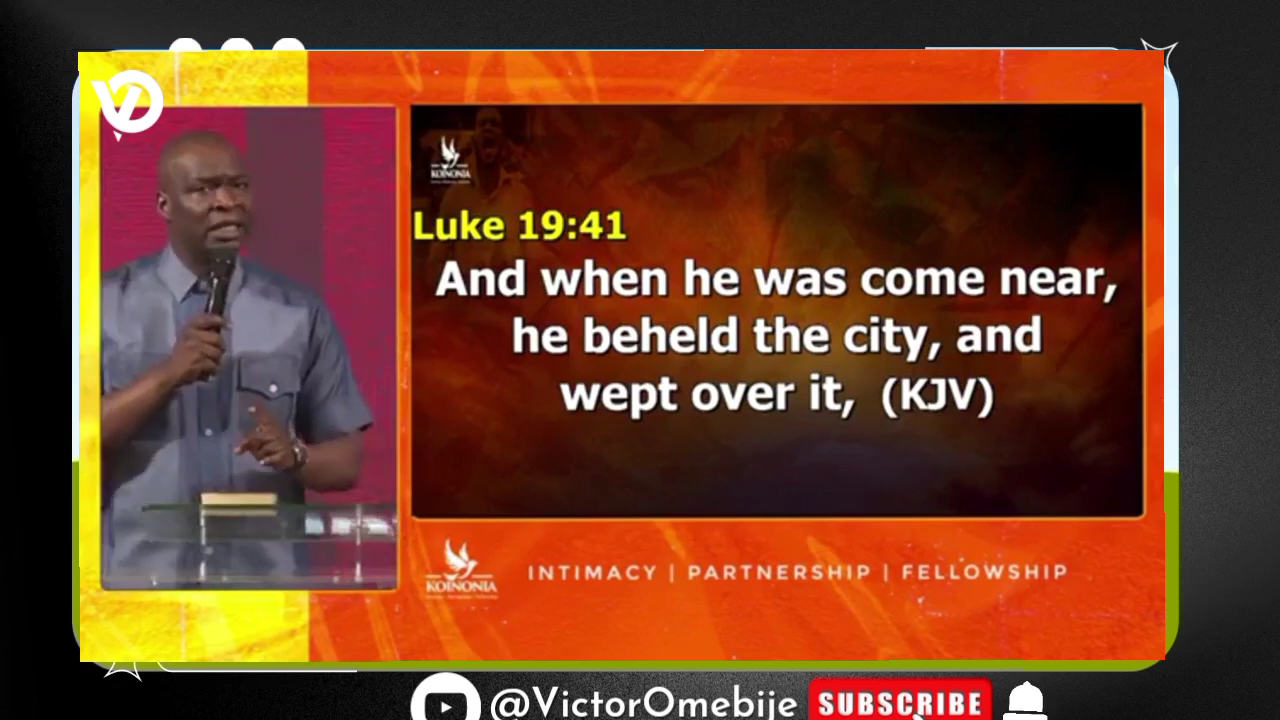 KOINONIA
Luke 19:41
And when he was come near,
he beheld the city, and
wept over it, (KJV)
KOINONIA
INTIMACY | PARTNERSHIP | FELLOWSHIP
@VictorOmebije SUBSCRIBE